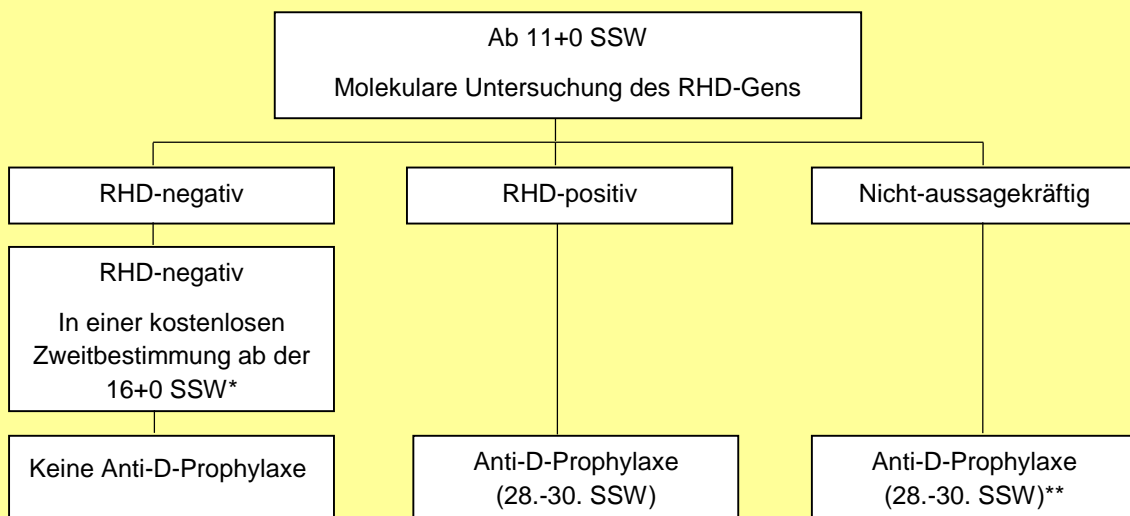 Ab 11+0 SSW
Molekulare Untersuchung des RHD-Gens
RHD-negativ
RHD-positiv
Nicht-aussagekräftig
RHD-negativ
In einer kostenlosen
Zweitbestimmung ab der
16+0 SSW*
Keine Anti-D-Prophylaxe
Anti-D-Prophylaxe
(28.-30. SSW)
Anti-D-Prophylaxe
(28.-30. SSW)**